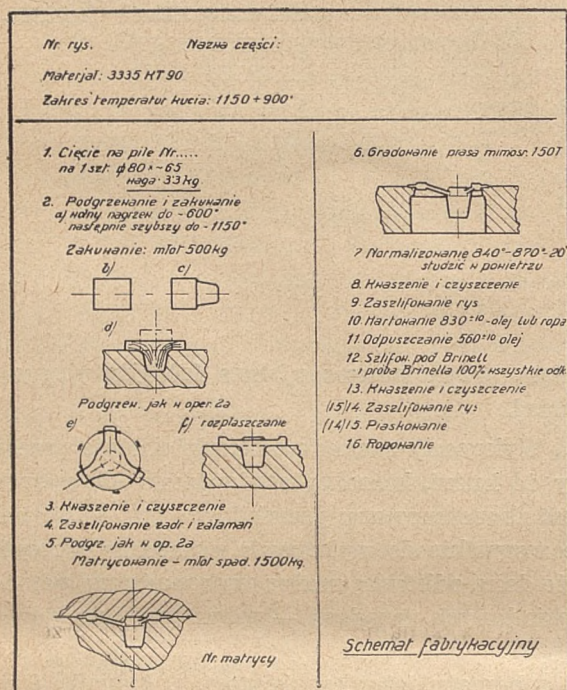 Nr. rys. Nazwa części:
Materjał: 3335 HT 90
Zakres temperatur kucia: 1150 ÷ 900°
1. Cięcie na pile Nr.....
na 1 szt. ϕ 80 × ~65
waga · 3·3 kg
2. Podgrzewanie i zakuwanie
a) wolny nagrzew do ~600°
następnie szybszy do ~1150°
Zakuwanie: młot 500 kg
b) c)
d)
Podgrzew. jak w oper. 2a
e) f) rozpłaszczanie
3. Kwaszenie i czyszczenie
4. Zaszlifowanie zadr i załamań
5. Podgrz. jak w op. 2a
Matrycowanie – młot spad. 1500 kg.
Nr. matrycy
6. Gradowanie prasa mimosr. 150T
7. Normalizowanie 840° – 870° - 20'
studzić w powietrzu
8. Kwaszenie i czyszczenie
9. Zaszlifowanie rys
10. Hartowanie 830 ±10 - olej lub ropa
11. Odpuszczanie 560 ±10 olej
12. Szlifow. pod Brinell
i próba Brinella 100% wszystkie odk.
13. Kwaszenie i czyszczenie
(15) 14. Zaszlifowanie rys
(14) 15. Piaskowanie
16. Ropowanie
Schemat fabrykacyjny